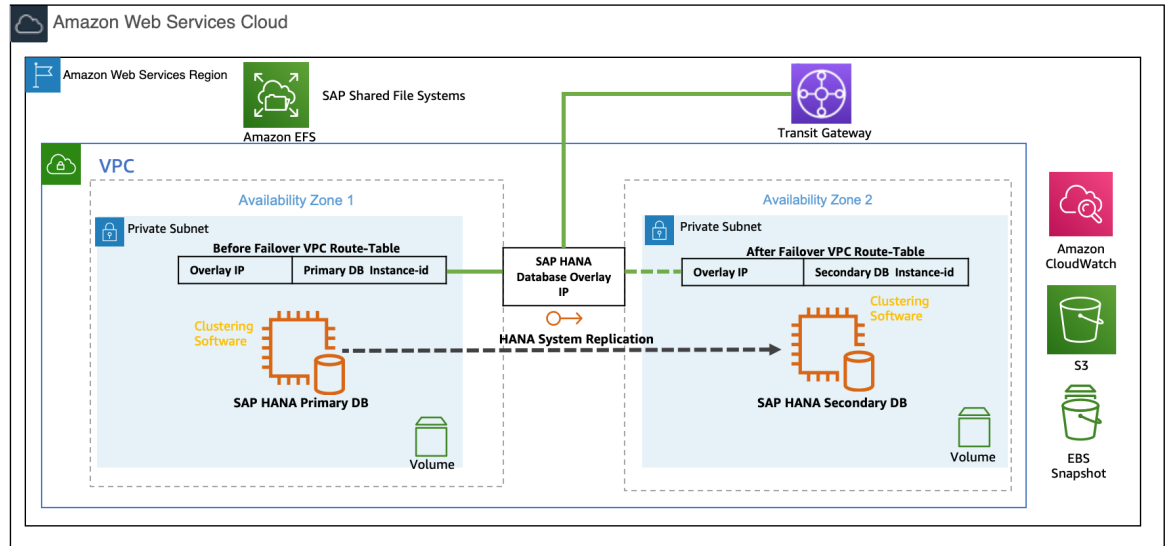 Amazon Web Services Cloud
Amazon Web Services Region
SAP Shared File Systems
Amazon EFS
Transit Gateway
VPC
Availability Zone 1
Private Subnet
Before Failover VPC Route-Table
Overlay IP
Primary DB Instance-id
Clustering
Software
SAP HANA Primary DB
Volume
SAP HANA
Database Overlay
IP
HANA System Replication
Availability Zone 2
Private Subnet
After Failover VPC Route-Table
Overlay IP
Secondary DB Instance-id
Clustering
Software
SAP HANA Secondary DB
Volume
Amazon
CloudWatch
S3
EBS
Snapshot